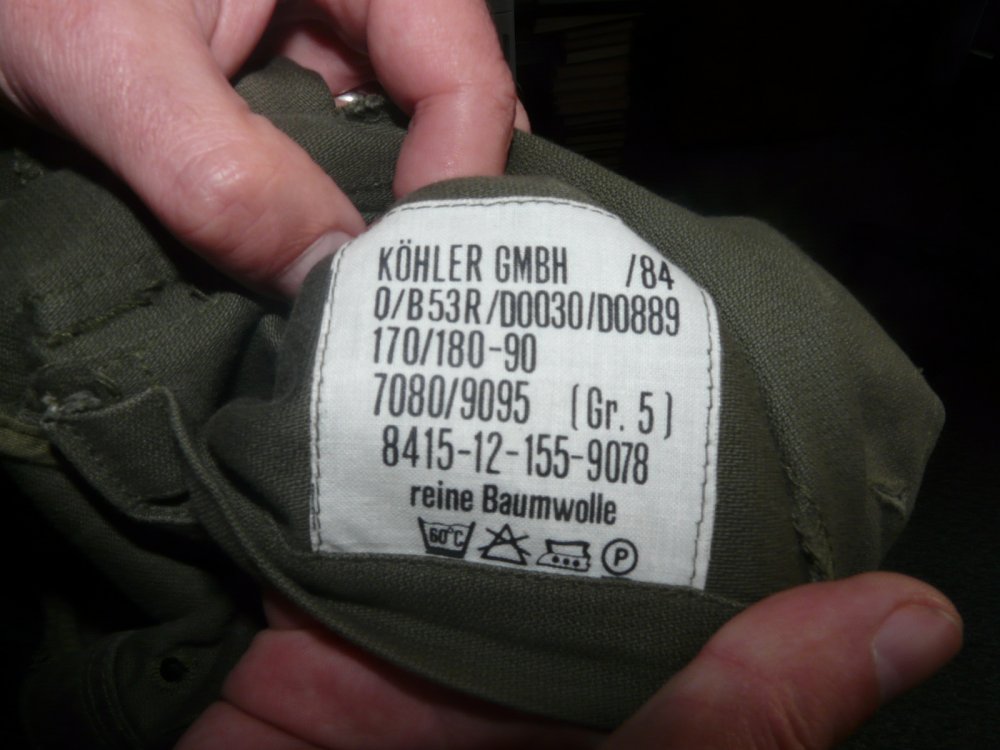 KÖHLER GMBH /84
Q/B53R/D0030/D0889
170/180-90
7080/9095 (Gr. 5)
8415-12-155-9078
reine Baumwolle
60°C P